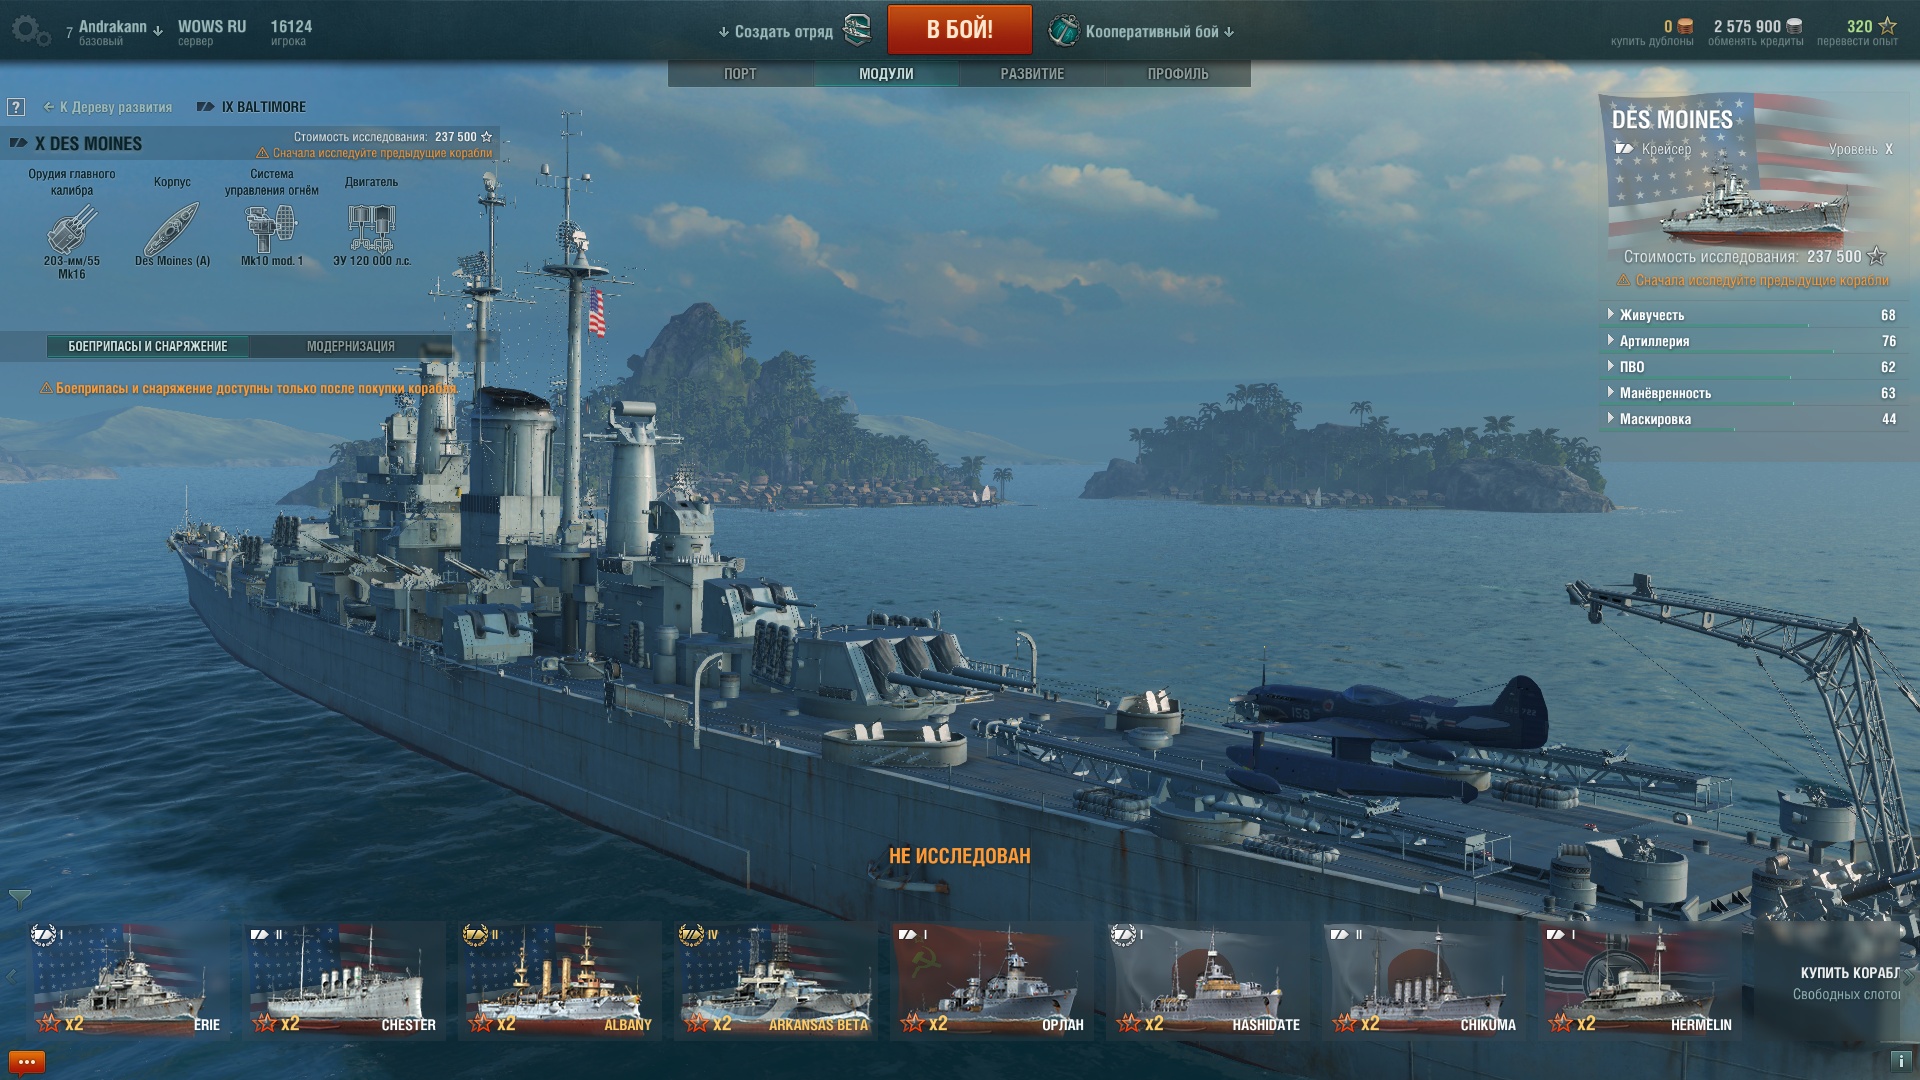 7 Andrakann
базовый
WOWS RU
сервер
16124
игрока
Создать отряд
В БОЙ!
Кооперативный бой
0
купить дублоны
2 575 900
обменять кредиты
320
перевести опыт
ПОРТ
МОДУЛИ
РАЗВИТИЕ
ПРОФИЛЬ
?
К Дереву развития
IX BALTIMORE
X DES MOINES
Стоимость исследования: 237 500
Сначала исследуйте предыдущие корабли
Орудия главного
калибра
Корпус
Система
управления огнём
Двигатель
203-мм/55
Mk16
Des Moines (A)
Mk10 mod. 1
ЭУ 120 000 л.с.
БОЕПРИПАСЫ И СНАРЯЖЕНИЕ
МОДЕРНИЗАЦИЯ
Боеприпасы и снаряжение доступны только после покупки корабля.
DES MOINES
Крейсер
Уровень X
Стоимость исследования: 237 500
Сначала исследуйте предыдущие корабли
Живучесть 68
Артиллерия 76
ПВО 62
Манёвренность 63
Маскировка 44
159
НЕ ИССЛЕДОВАН
I
x2
ERIE
II
x2
CHESTER
II
x2
ALBANY
IV
x2
ARKANSAS BETA
I
x2
ОРЛАН
I
x2
HASHIDATE
II
x2
CHIKUMA
I
x2
HERMELIN
КУПИТЬ КОРАБЛ
Свободных слото
i